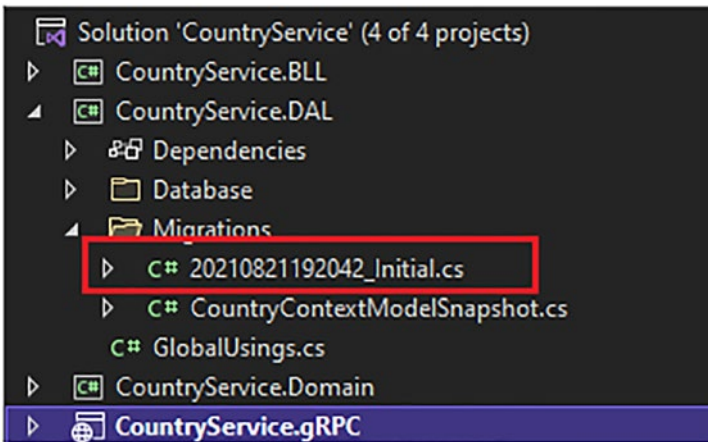 Solution 'CountryService' (4 of 4 projects)
C# CountryService.BLL
C# CountryService.DAL
Dependencies
Database
Migrations
C# 20210821192042_Initial.cs
C# CountryContextModelSnapshot.cs
C# GlobalUsings.cs
C# CountryService.Domain
CountryService.gRPC